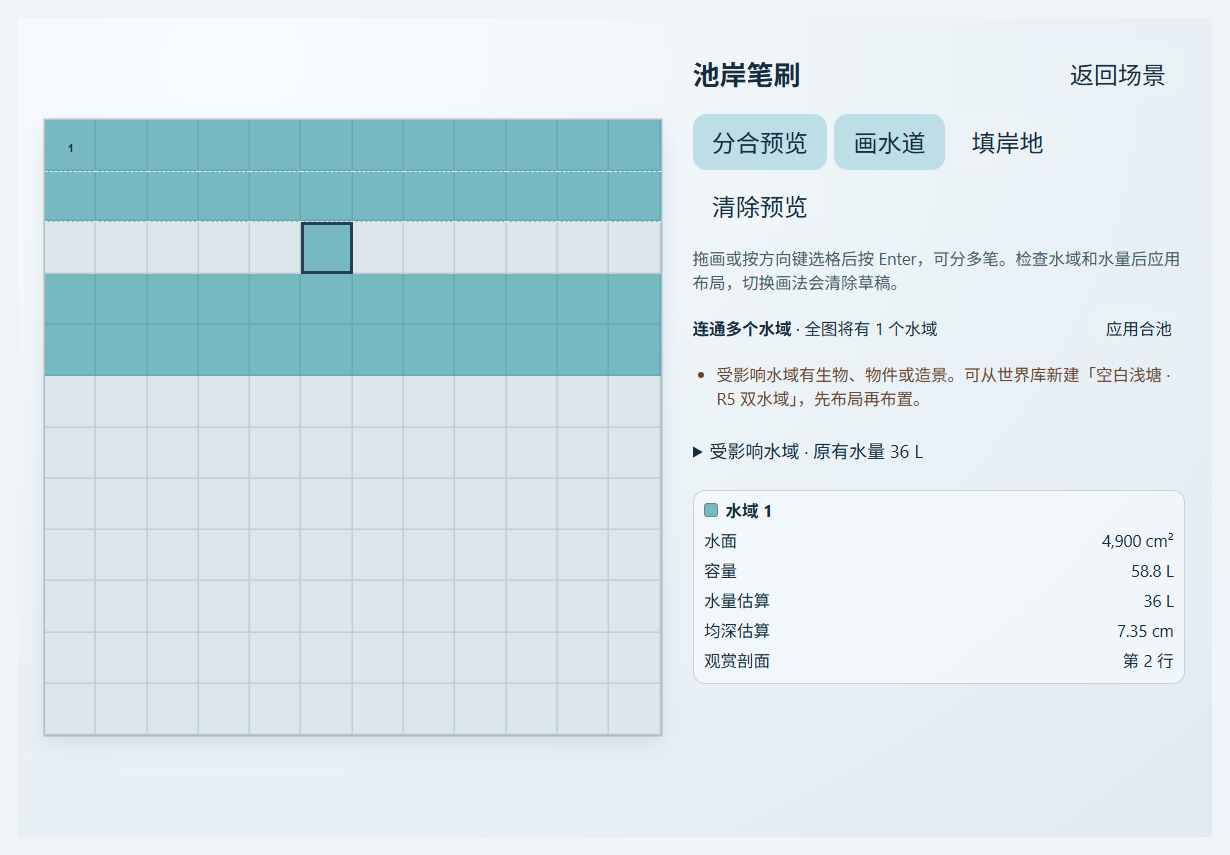 池岸笔刷
返回场景
分合预览
画水道
填岸地
清除预览
1
拖画或按方向键选格后按 Enter，可分多笔。检查水域和水量后应用
布局，切换画法会清除草稿。
连通多个水域 · 全图将有 1 个水域
应用合池
受影响水域有生物、物件或造景。可从世界库新建「空白浅塘 ·
R5 双水域」，先布局再布置。
受影响水域 · 原有水量 36 L
水域 1
水面 4,900 cm²
容量 58.8 L
水量估算 36 L
均深估算 7.35 cm
观赏剖面 第 2 行